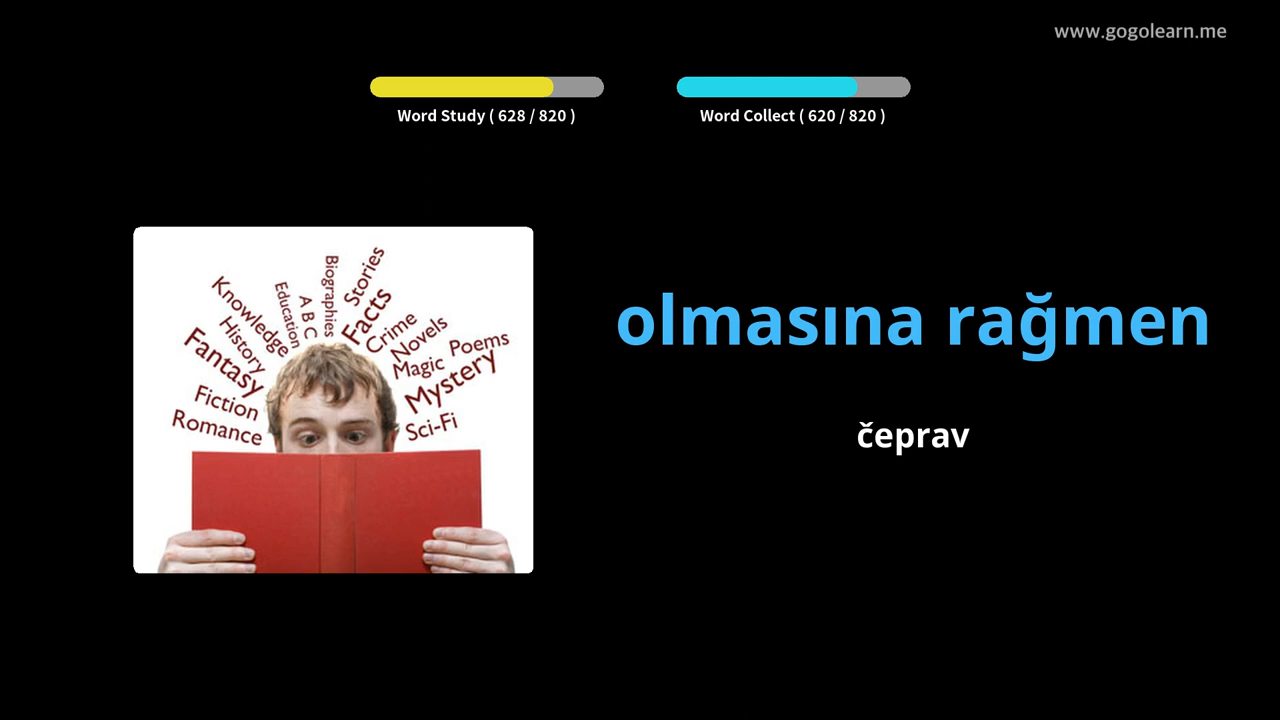 www.gogolearn.me
Word Study ( 628 / 820 )
Word Collect ( 620 / 820 )
Biographies
Stories
Education
A B C
Facts
Knowledge
Crime
History
Novels
Fantasy
Magic
Poems
Mystery
Fiction
Romance
Sci-Fi
olmasına rağmen
čeprav